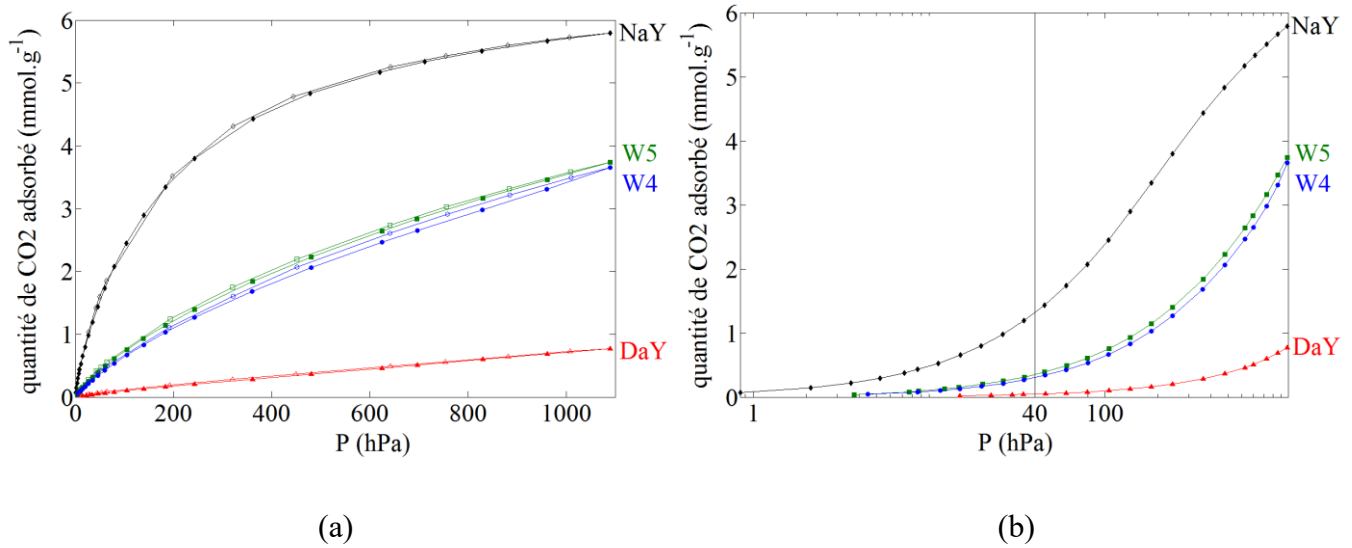 quantité de CO2 adsorbé (mmol.g⁻¹)
6
5
4
3
2
1
0
0 200 400 600 800 1000
P (hPa)
NaY
W5
W4
DaY
(a)
quantité de CO2 adsorbé (mmol.g⁻¹)
6
5
4
3
2
1
0
1 40 100
P (hPa)
NaY
W5
W4
DaY
(b)